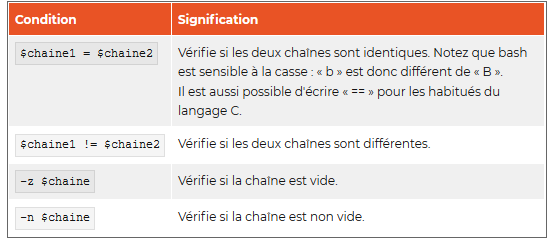 Condition Signification
$chaine1 = $chaine2 Vérifie si les deux chaînes sont identiques. Notez que bash
est sensible à la casse : « b » est donc différent de « B ».
Il est aussi possible d'écrire « == » pour les habitués du
langage C.
$chaine1 != $chaine2 Vérifie si les deux chaînes sont différentes.
-z $chaine Vérifie si la chaîne est vide.
-n $chaine Vérifie si la chaîne est non vide.